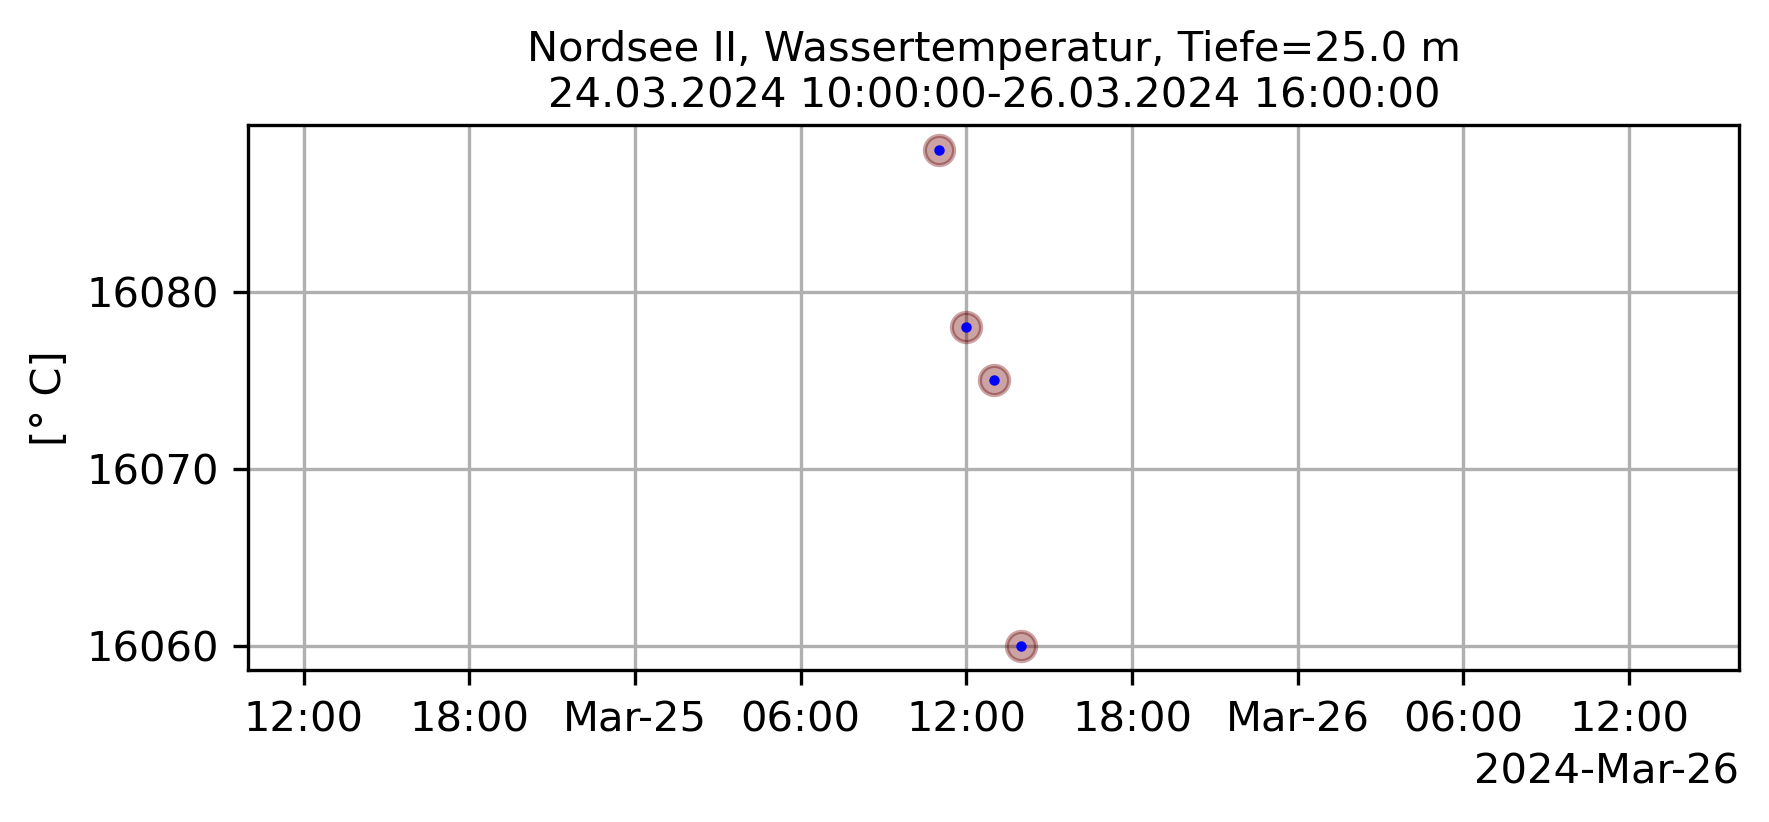 Nordsee II, Wassertemperatur, Tiefe=25.0 m
24.03.2024 10:00:00-26.03.2024 16:00:00
[° C]
16080
16070
16060
12:00 18:00 Mar-25 06:00 12:00 18:00 Mar-26 06:00 12:00
2024-Mar-26